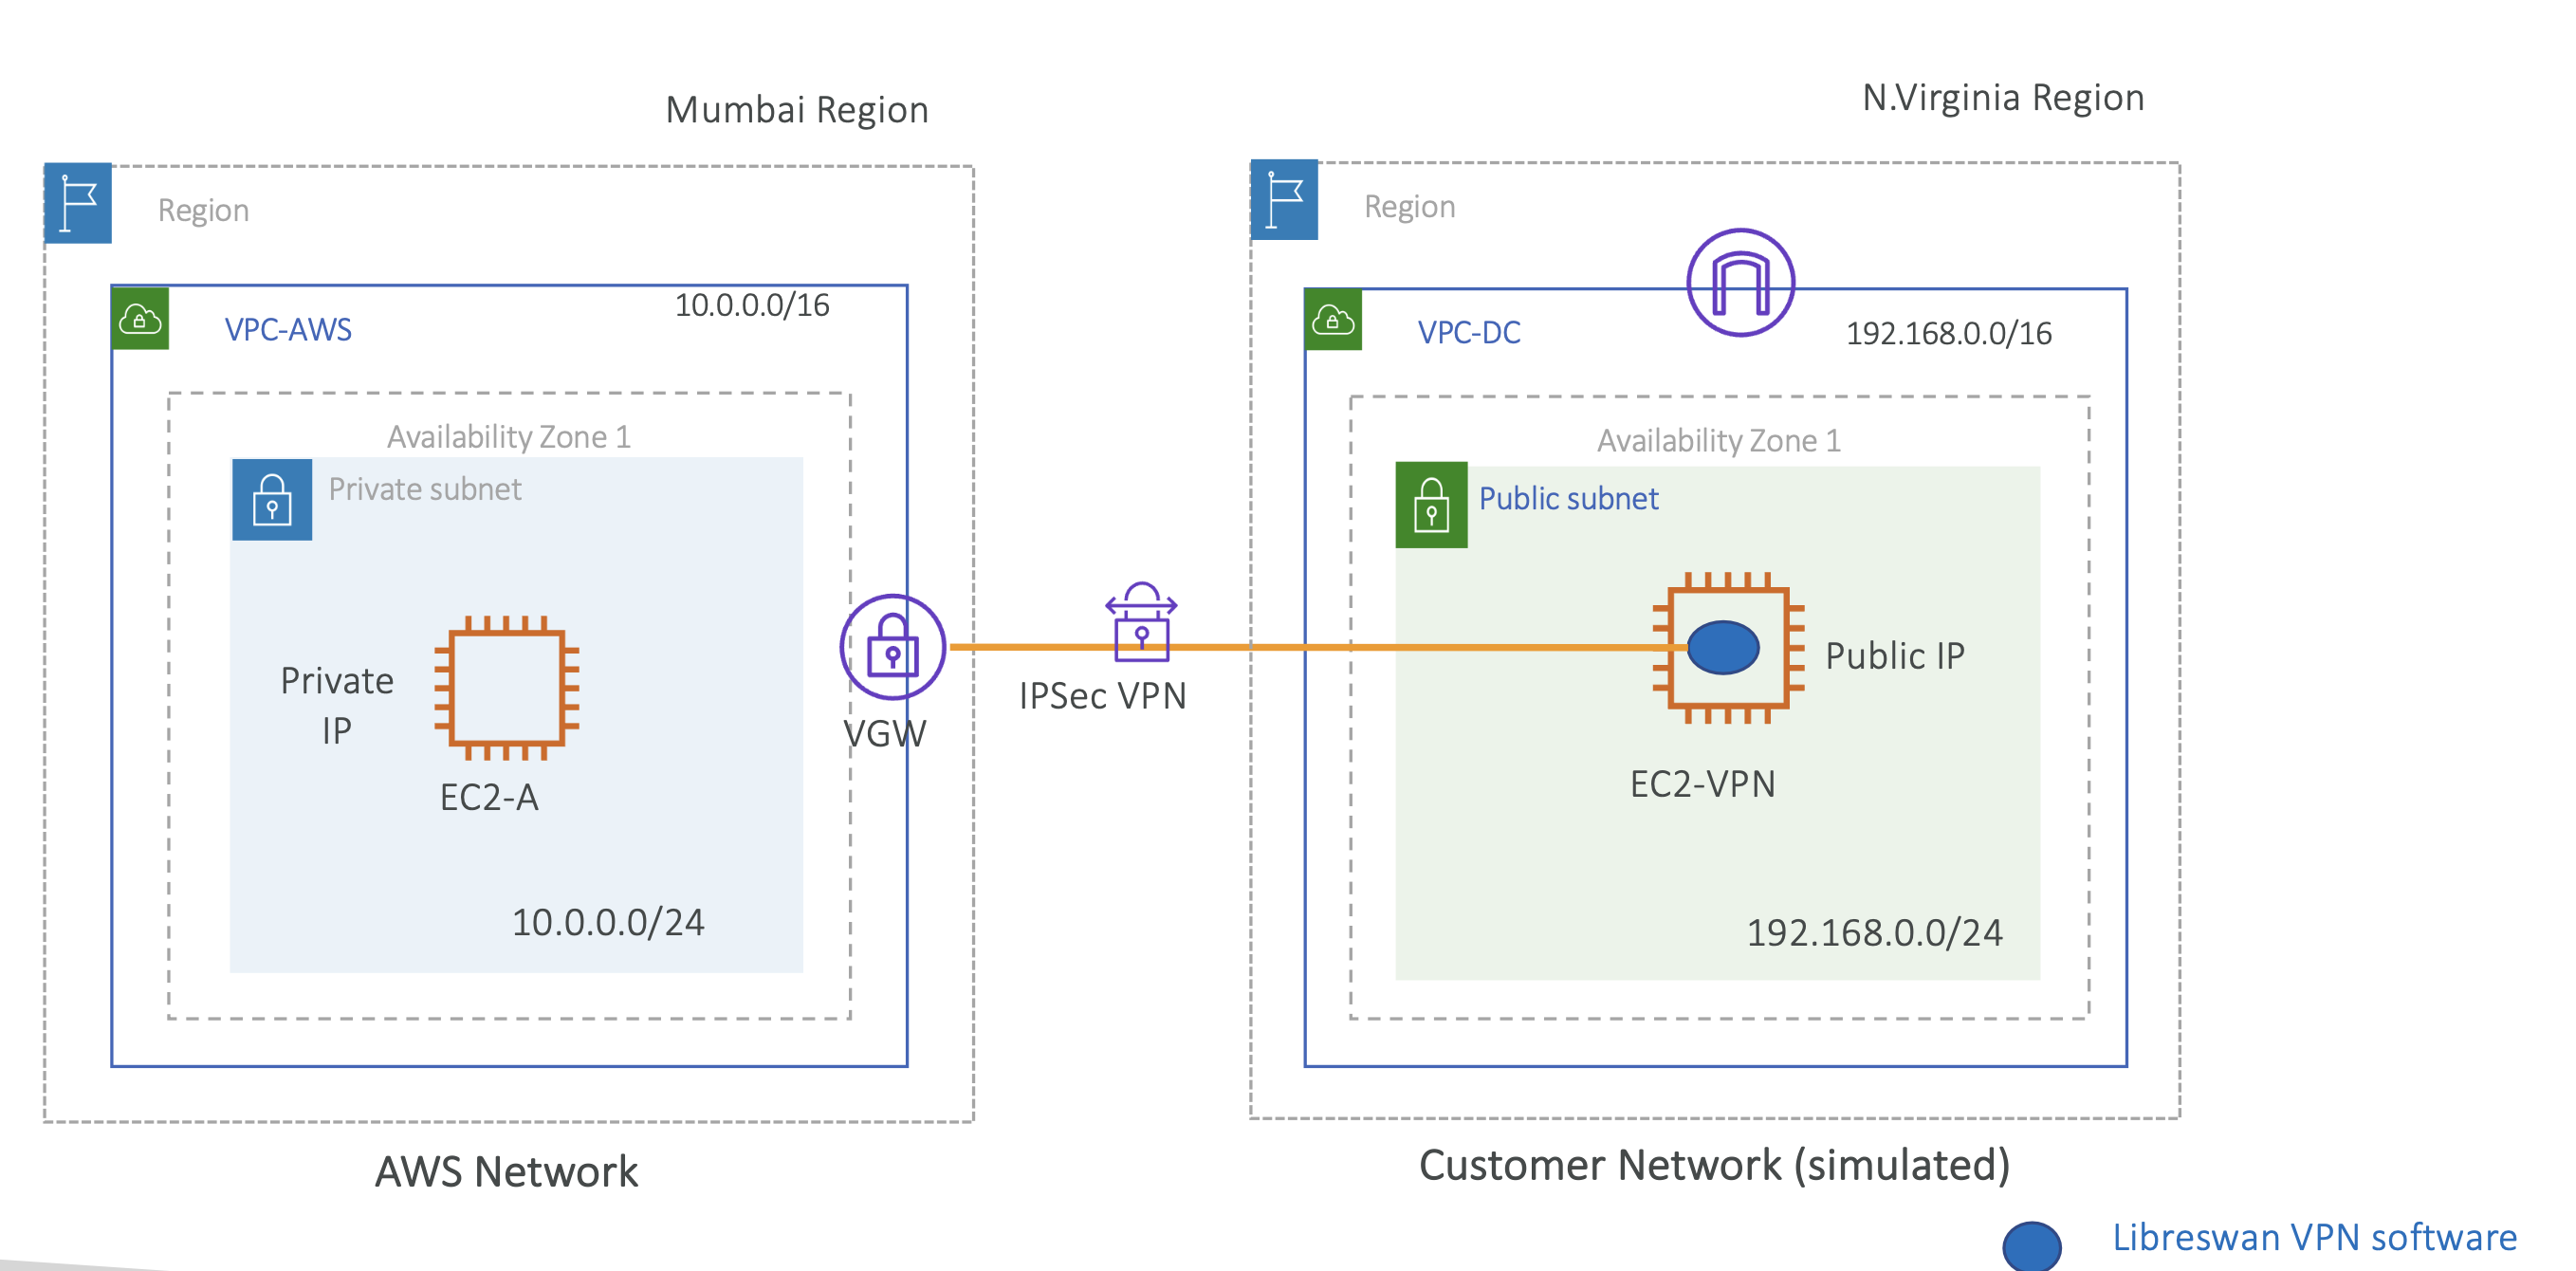 Mumbai Region
N.Virginia Region
Region
Region
VPC-AWS
10.0.0.0/16
VPC-DC
192.168.0.0/16
Availability Zone 1
Availability Zone 1
Private subnet
Public subnet
Private
IP
EC2-A
VGW
IPSec VPN
Public IP
EC2-VPN
10.0.0.0/24
192.168.0.0/24
AWS Network
Customer Network (simulated)
Libreswan VPN software